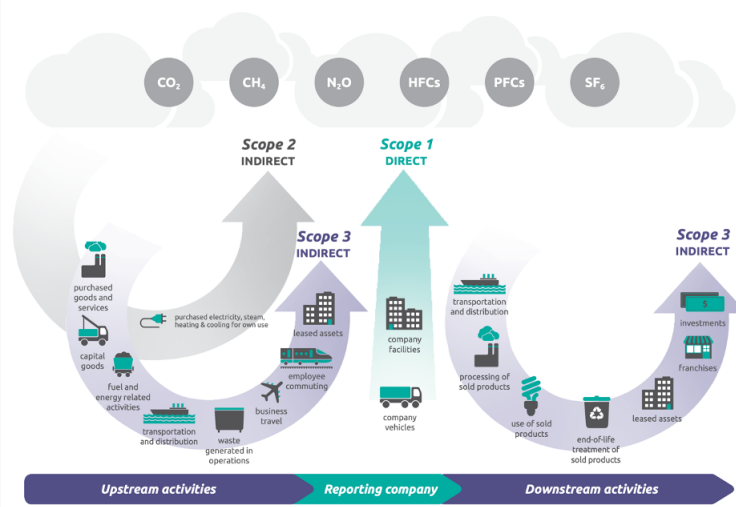 CO₂
CH₄
N₂O
HFCs
PFCs
SF₆
Scope 2
INDIRECT
Scope 1
DIRECT
Scope 3
INDIRECT
Scope 3
INDIRECT
purchased
goods and
services
capital
goods
fuel and
energy related
activities
transportation
and distribution
waste
generated in
operations
business
travel
employee
commuting
leased assets
purchased electricity, steam,
heating & cooling for own use
company
facilities
company
vehicles
transportation
and distribution
processing of
sold products
use of sold
products
end-of-life
treatment of
sold products
leased assets
franchises
$
investments
Upstream activities
Reporting company
Downstream activities